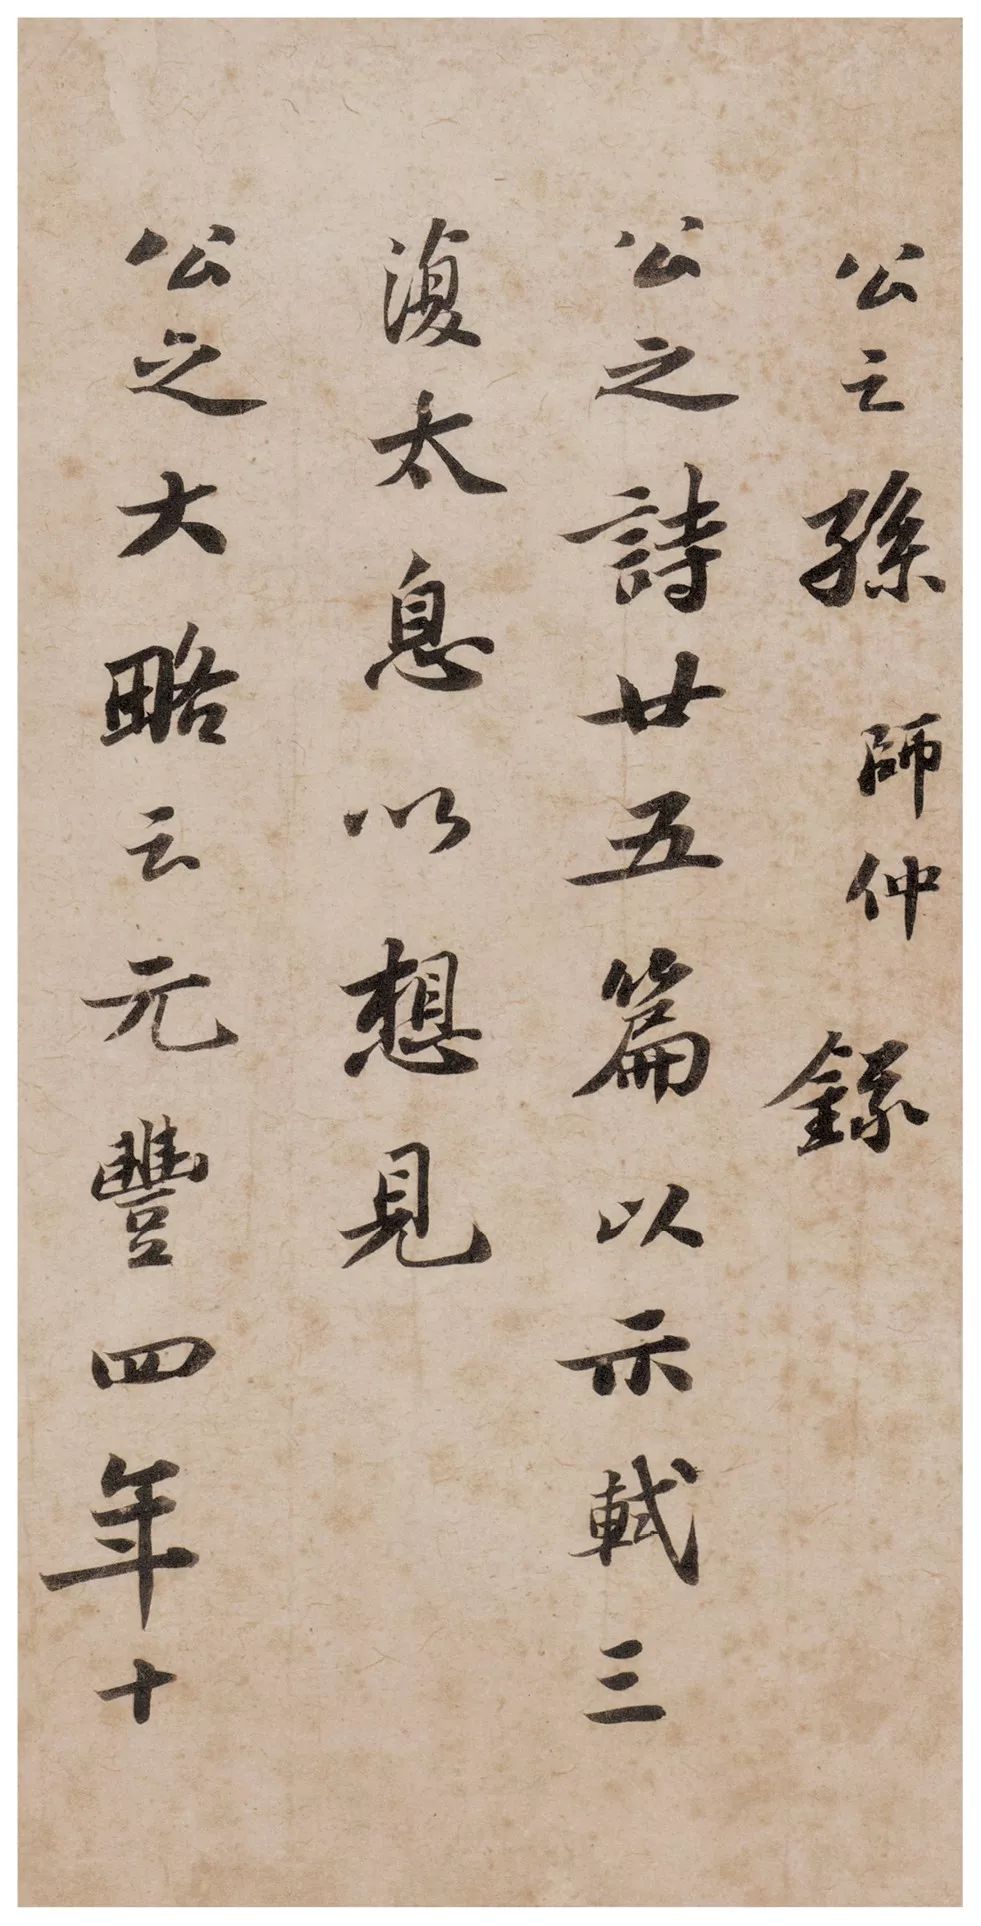 公之孫師仲錄
公之詩廿五篇以示軾三
復太息以想見
公之大略云元豐四年十